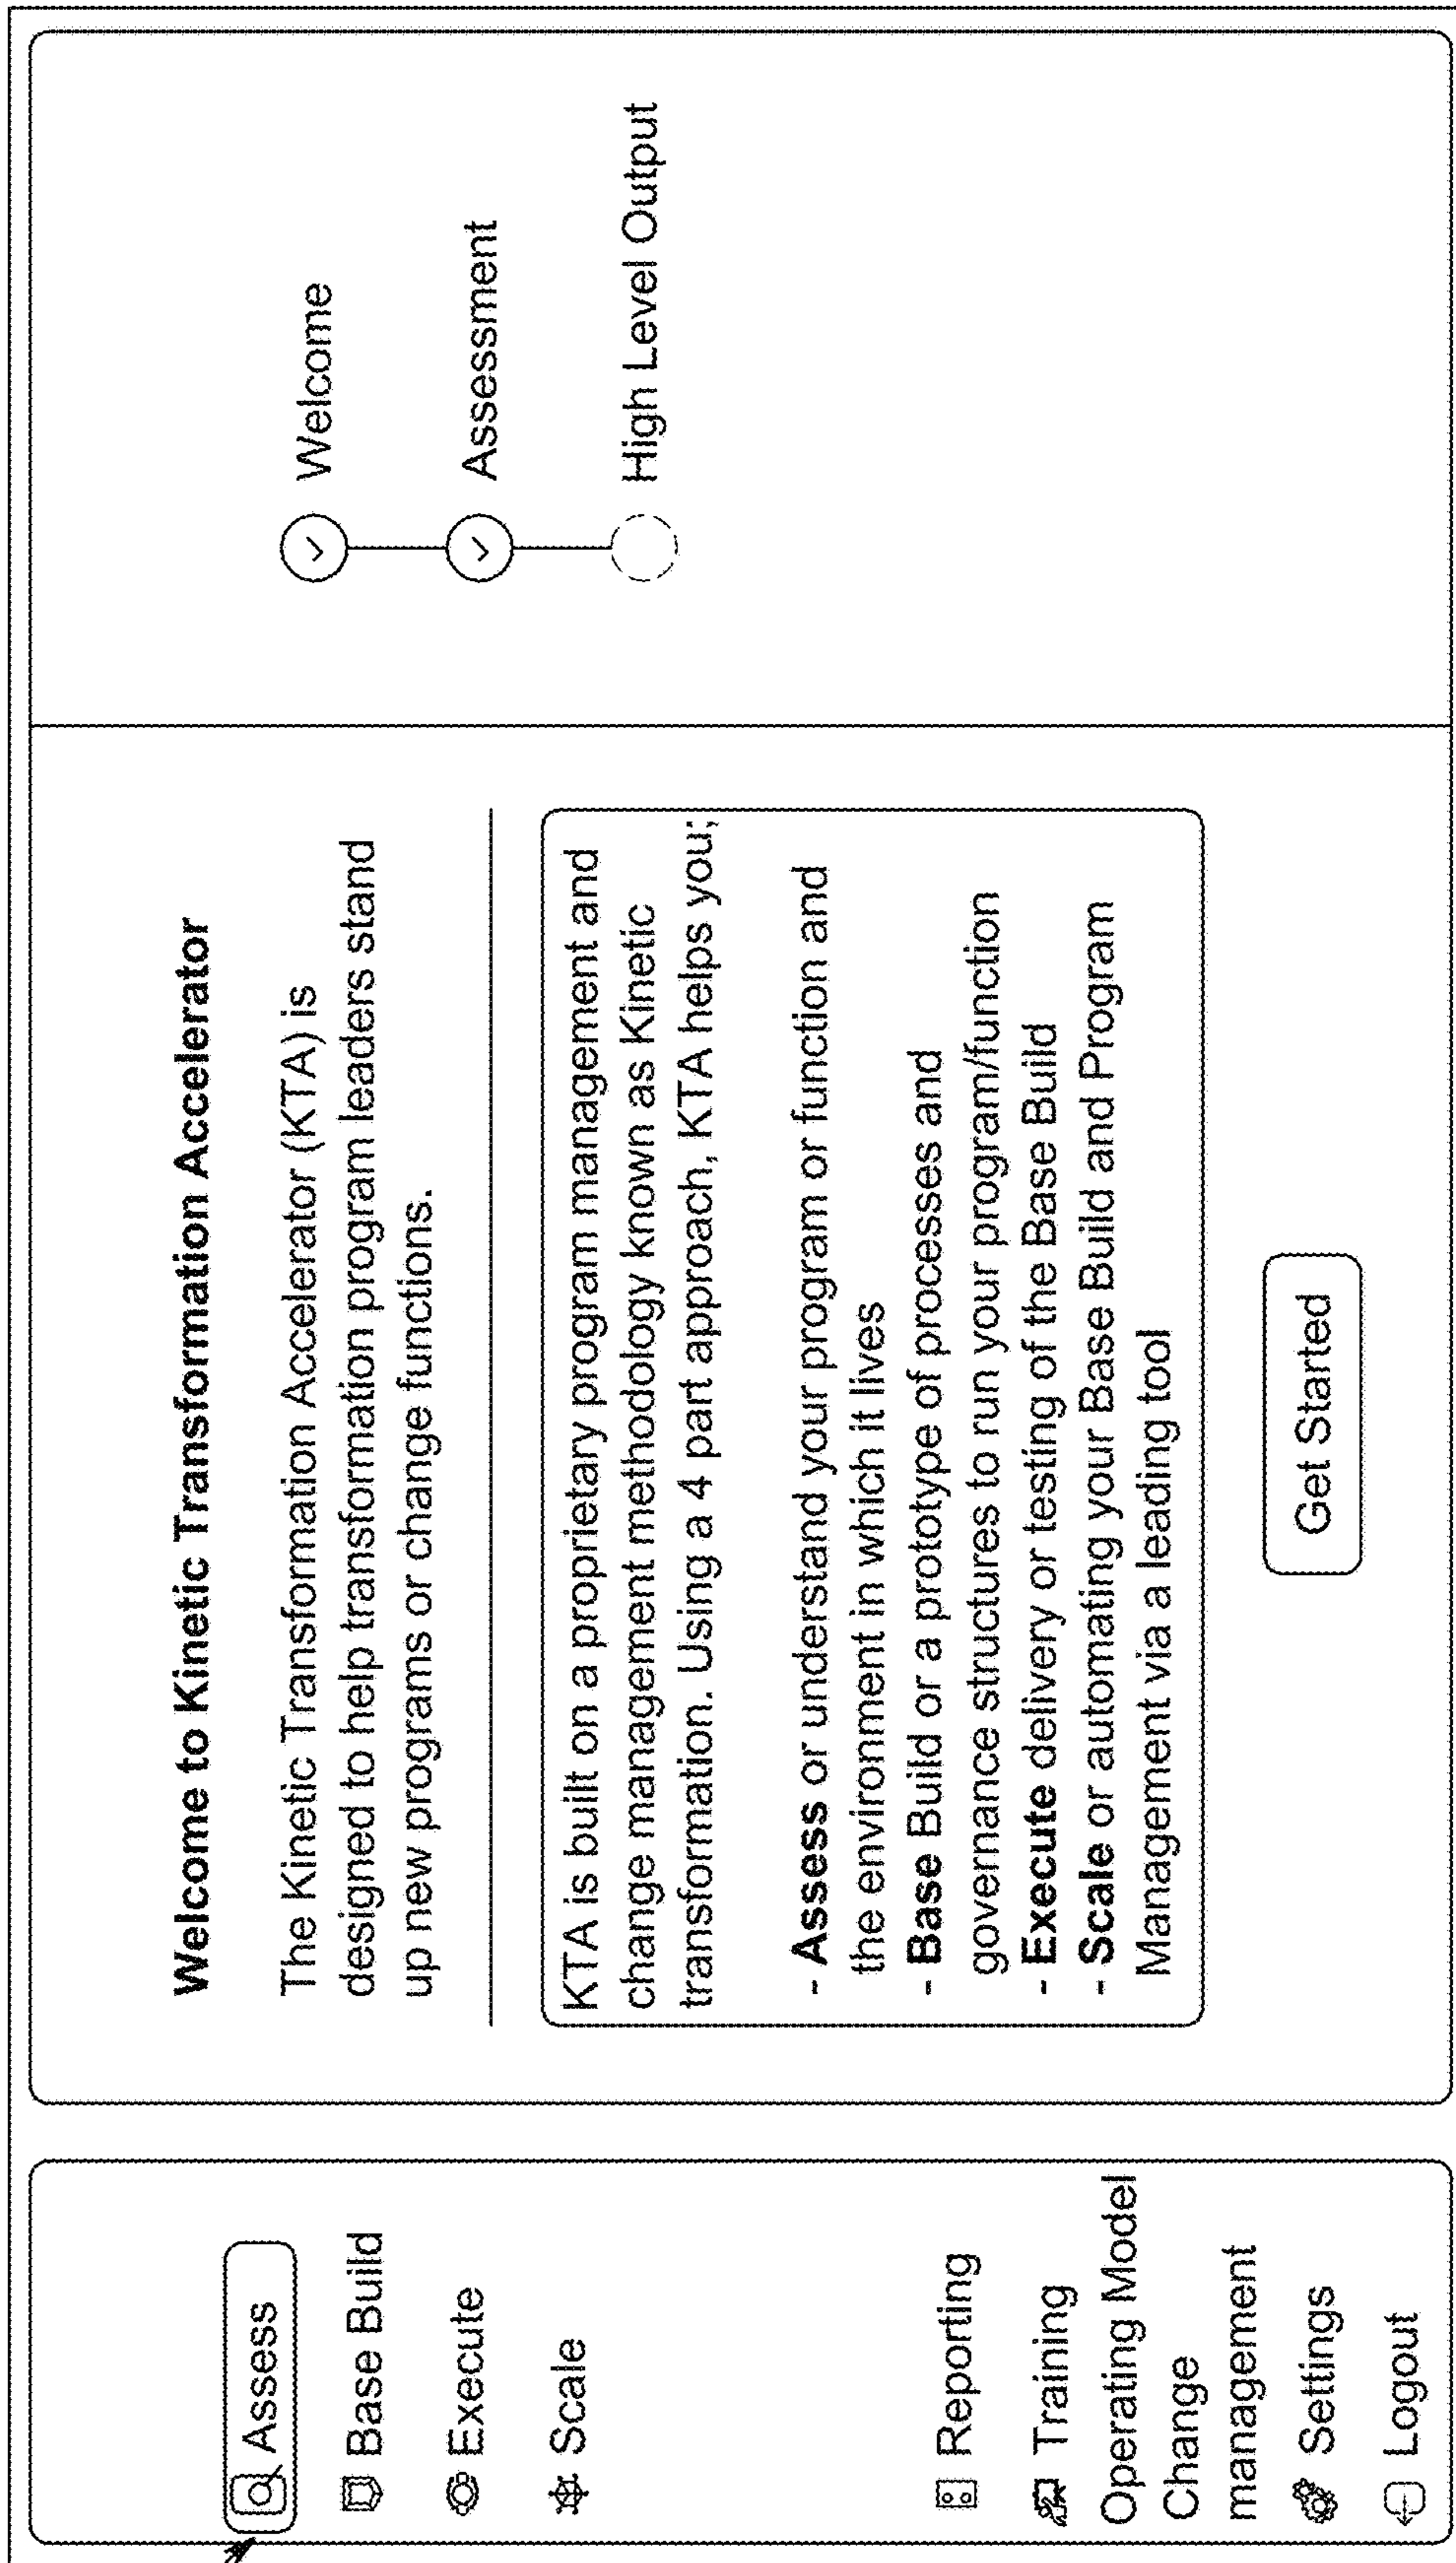 Assess
Base Build
Execute
Scale
Reporting
Training
Operating Model
Change
management
Settings
Logout
Welcome to Kinetic Transformation Accelerator
The Kinetic Transformation Accelerator (KTA) is
designed to help transformation program leaders stand
up new programs or change functions.
KTA is built on a proprietary program management and
change management methodology known as Kinetic
transformation. Using a 4 part approach, KTA helps you;
- Assess or understand your program or function and
the environment in which it lives
- Base Build or a prototype of processes and
governance structures to run your program/function
- Execute delivery or testing of the Base Build
- Scale or automating your Base Build and Program
Management via a leading tool
Get Started
Welcome
Assessment
High Level Output